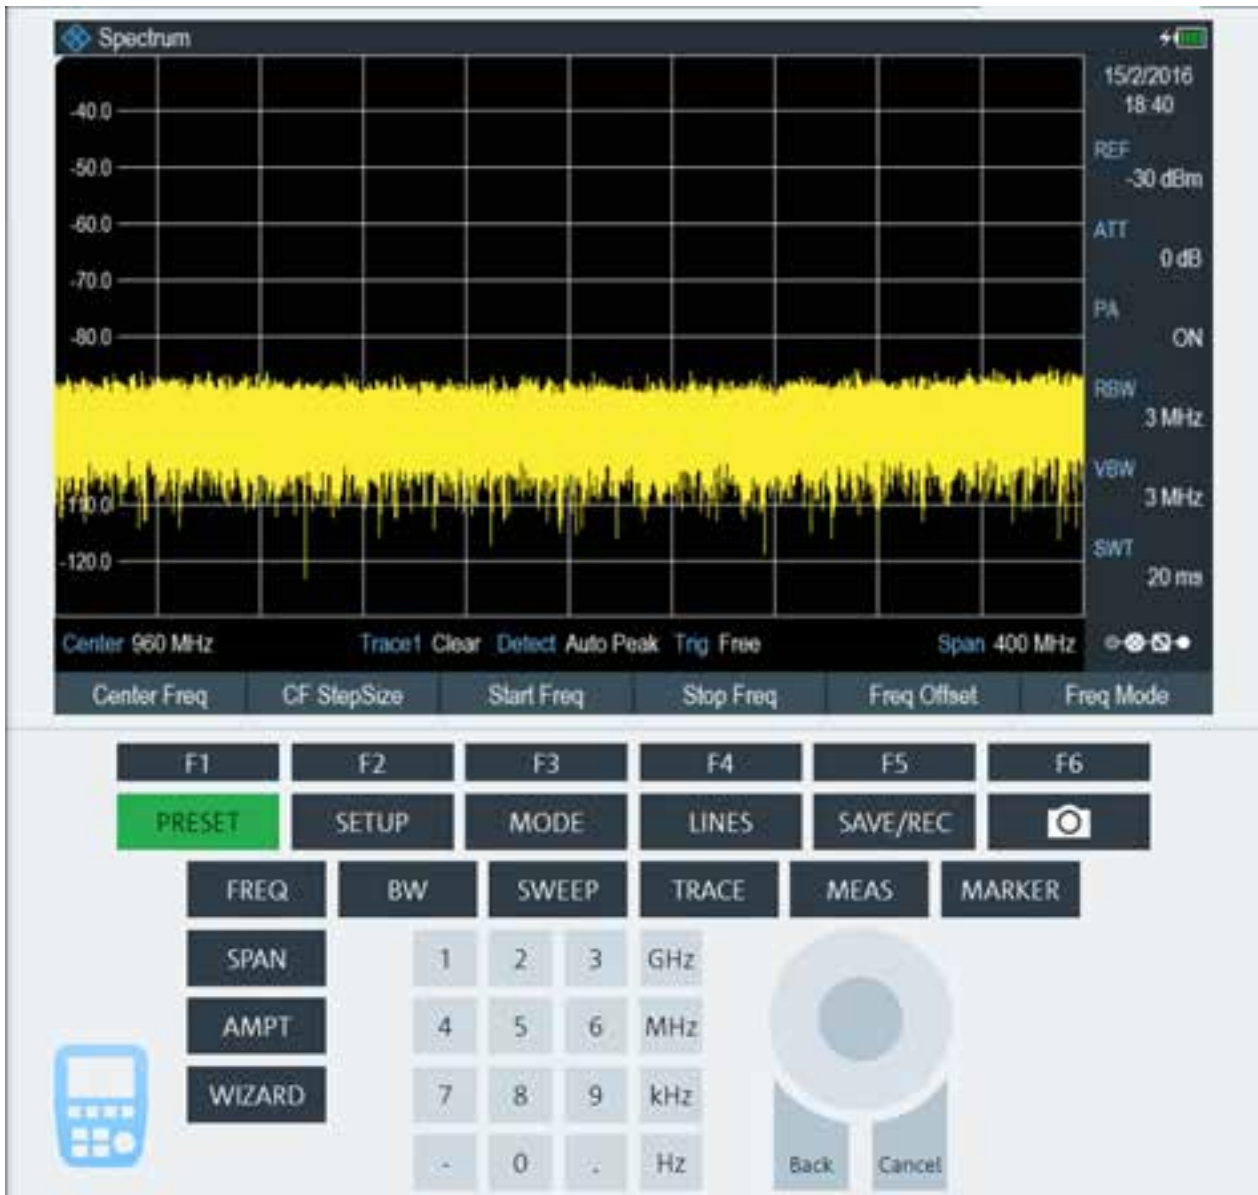 Spectrum
15/2/2016
18:40
-40.0
-50.0
-60.0
-70.0
-80.0
-110.0
-120.0
REF
-30 dBm
ATT
0 dB
PA
ON
RBW
3 MHz
VBW
3 MHz
SWT
20 ms
Center 960 MHz Trace1 Clear Detect Auto Peak Trig Free Span 400 MHz
Center Freq CF StepSize Start Freq Stop Freq Freq Offset Freq Mode
F1 F2 F3 F4 F5 F6
PRESET SETUP MODE LINES SAVE/REC
FREQ BW SWEEP TRACE MEAS MARKER
SPAN 1 2 3 GHz
AMPT 4 5 6 MHz
WIZARD 7 8 9 kHz
- 0 . Hz Back Cancel